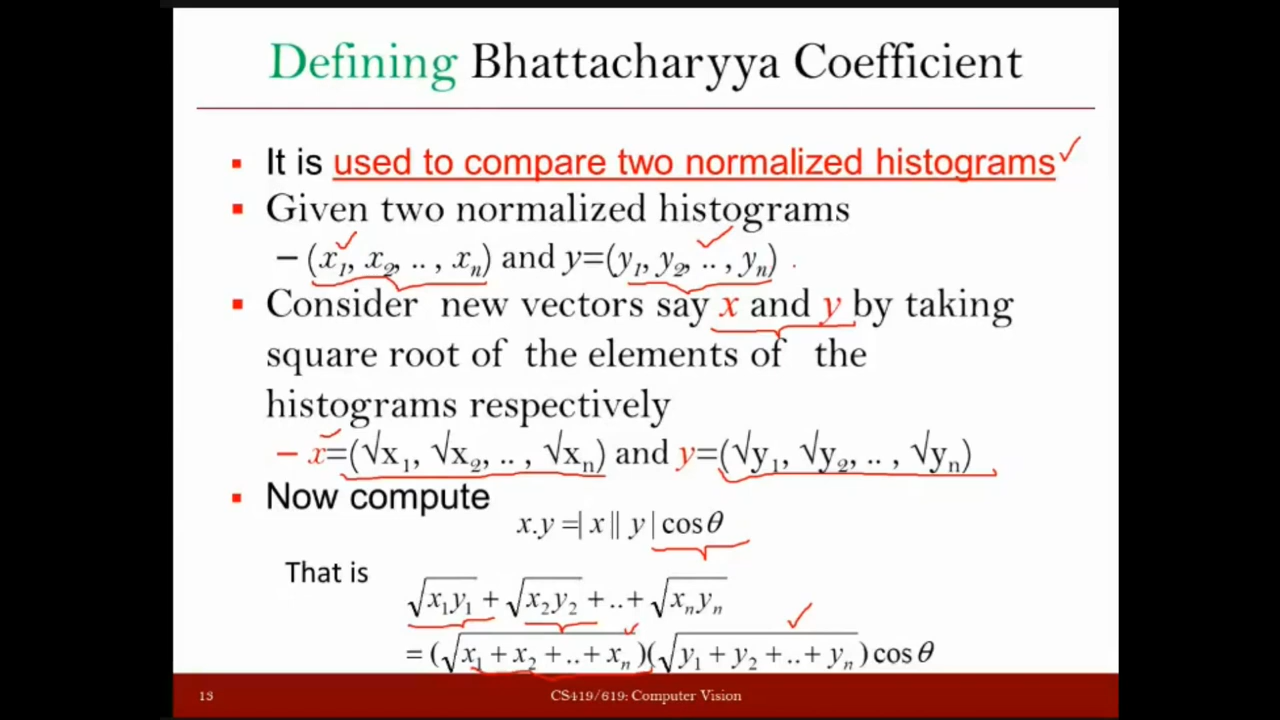 Defining Bhattacharyya Coefficient
▪ It is used to compare two normalized histograms
▪ Given two normalized histograms
– (x₁, x₂, .. , xₙ) and y=(y₁, y₂, .. , yₙ)
▪ Consider new vectors say x and y by taking
square root of the elements of the
histograms respectively
– x=(√x₁, √x₂, .. , √xₙ) and y=(√y₁, √y₂, .. , √yₙ)
▪ Now compute
x.y =| x || y | cos θ
That is
√x₁y₁ + √x₂y₂ + ..+ √xₙyₙ
= (√x₁ + x₂ + ..+ xₙ)(√y₁ + y₂ + ..+ yₙ) cos θ
13 CS419/619: Computer Vision